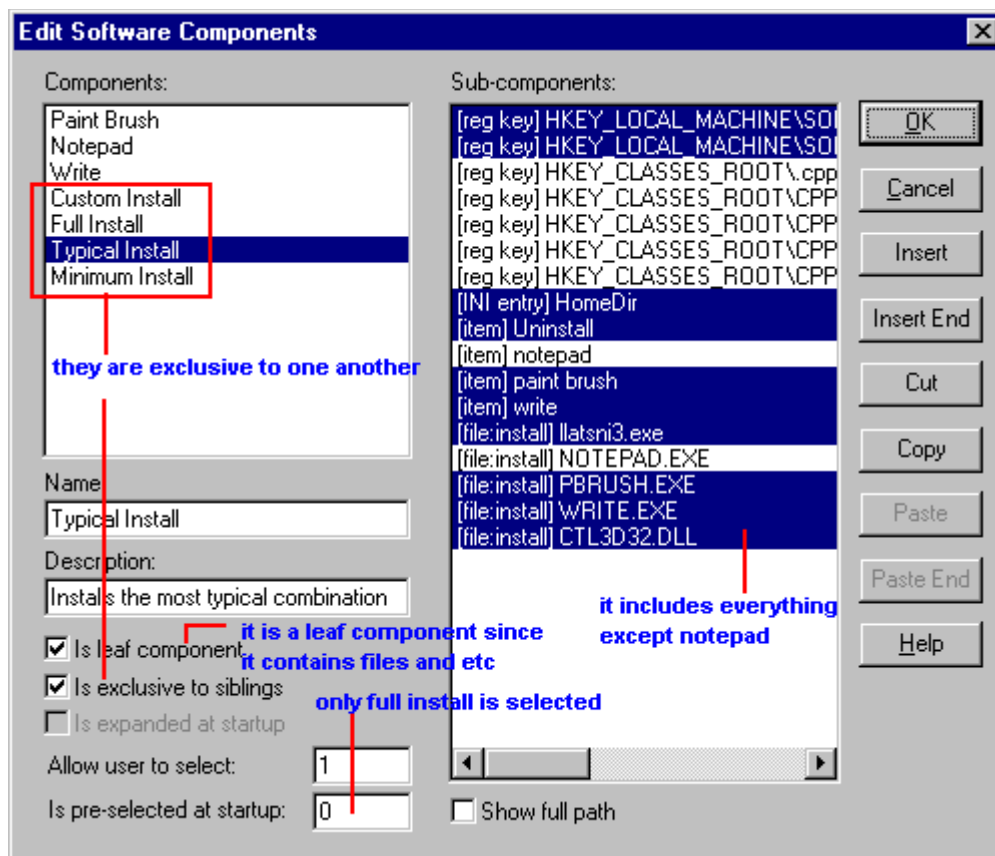 Edit Software Components
Components:
Paint Brush
Notepad
Write
Custom Install
Full Install
Typical Install
Minimum Install
they are exclusive to one another
Name
Typical Install
Description:
Installs the most typical combination
Is leaf component
it is a leaf component since
it contains files and etc
Is exclusive to siblings
only full install is selected
Is expanded at startup
Allow user to select:
1
Is pre-selected at startup:
0
Sub-components:
[reg key] HKEY_LOCAL_MACHINE\SO
[reg key] HKEY_LOCAL_MACHINE\SO
[reg key] HKEY_CLASSES_ROOT\.cpp
[reg key] HKEY_CLASSES_ROOT\CPP
[reg key] HKEY_CLASSES_ROOT\CPP
[reg key] HKEY_CLASSES_ROOT\CPP
[reg key] HKEY_CLASSES_ROOT\CPP
[INI entry] HomeDir
[item] Uninstall
[item] notepad
[item] paint brush
[item] write
[file:install] llatsni3.exe
[file:install] NOTEPAD.EXE
[file:install] PBRUSH.EXE
[file:install] WRITE.EXE
[file:install] CTL3D32.DLL
it includes everything
except notepad
Show full path
OK
Cancel
Insert
Insert End
Cut
Copy
Paste
Paste End
Help